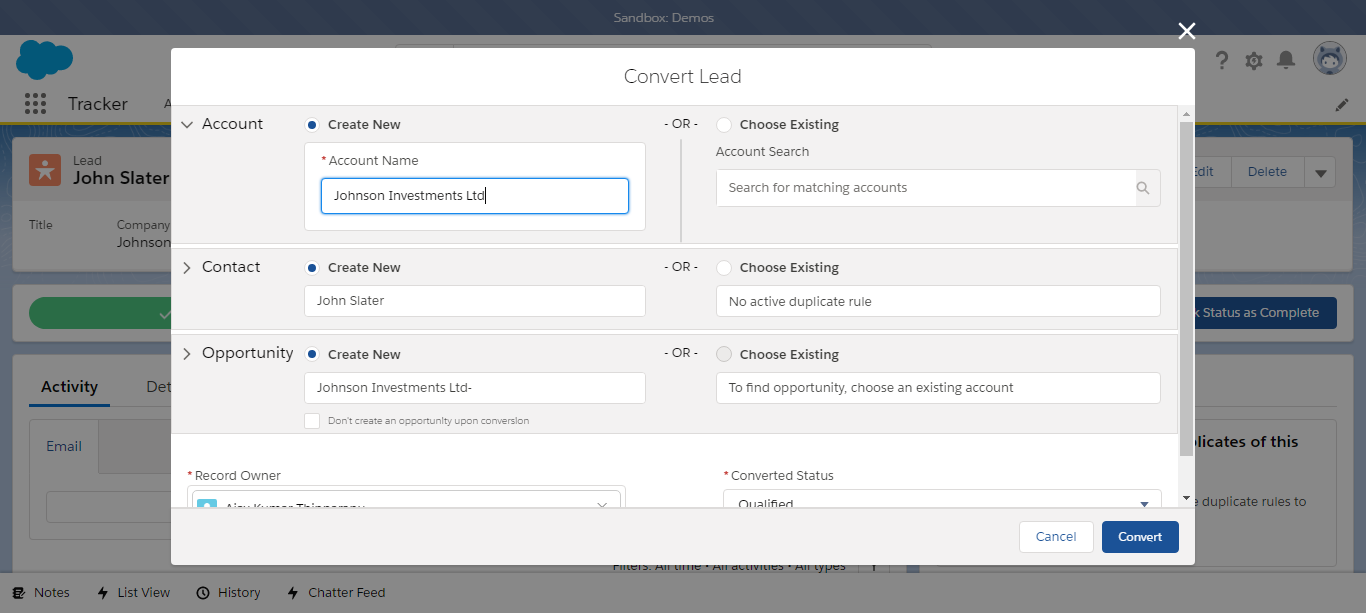 Sandbox: Demos
Convert Lead
Tracker A
Account
Create New
- OR -
Choose Existing
* Account Name
Account Search
Johnson Investments Ltd
Search for matching accounts
Lead
John Slater
Edit
Delete
Title
Company
Johnson
Contact
Create New
- OR -
Choose Existing
John Slater
No active duplicate rule
Status as Complete
Opportunity
Create New
- OR -
Choose Existing
Johnson Investments Ltd-
To find opportunity, choose an existing account
Don't create an opportunity upon conversion
Activity
Det
Email
licates of this
* Record Owner
* Converted Status
Qualified
e duplicate rules to
Cancel
Convert
Filters: All time • All activities • All types
Notes
List View
History
Chatter Feed